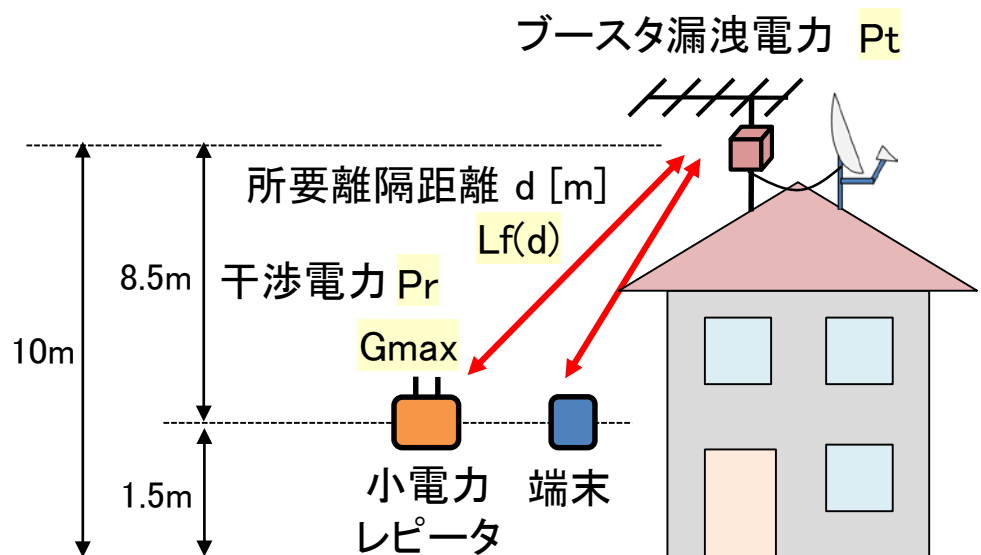 ブースタ漏洩電力 Pt
所要離隔距離 d [m]
Lf(d)
8.5m
干渉電力 Pr
10m
Gmax
1.5m
小電力
レピータ
端末